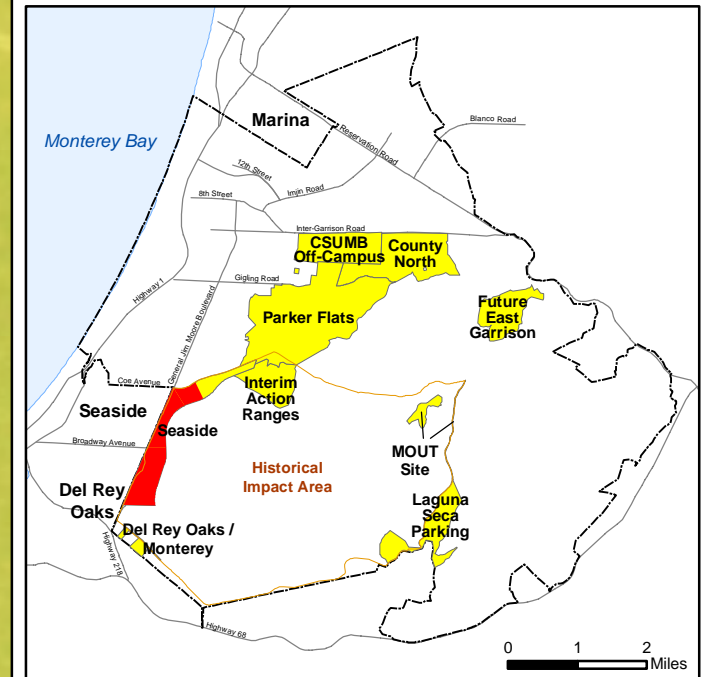 Marina
Blanco Road
Monterey Bay
Reservation Road
12th Street
Imjin Road
8th Street
Inter-Garrison Road
CSUMB
Off-Campus
County
North
Gigling Road
Highway 1
General Jim Moore Boulevard
Parker Flats
Future
East
Garrison
Coe Avenue
Interim
Action
Ranges
Seaside
Seaside
Broadway Avenue
MOUT
Site
Historical
Impact Area
Del Rey
Oaks
Laguna
Seca
Parking
Del Rey Oaks /
Monterey
Highway 218
Highway 68
0 1 2
Miles